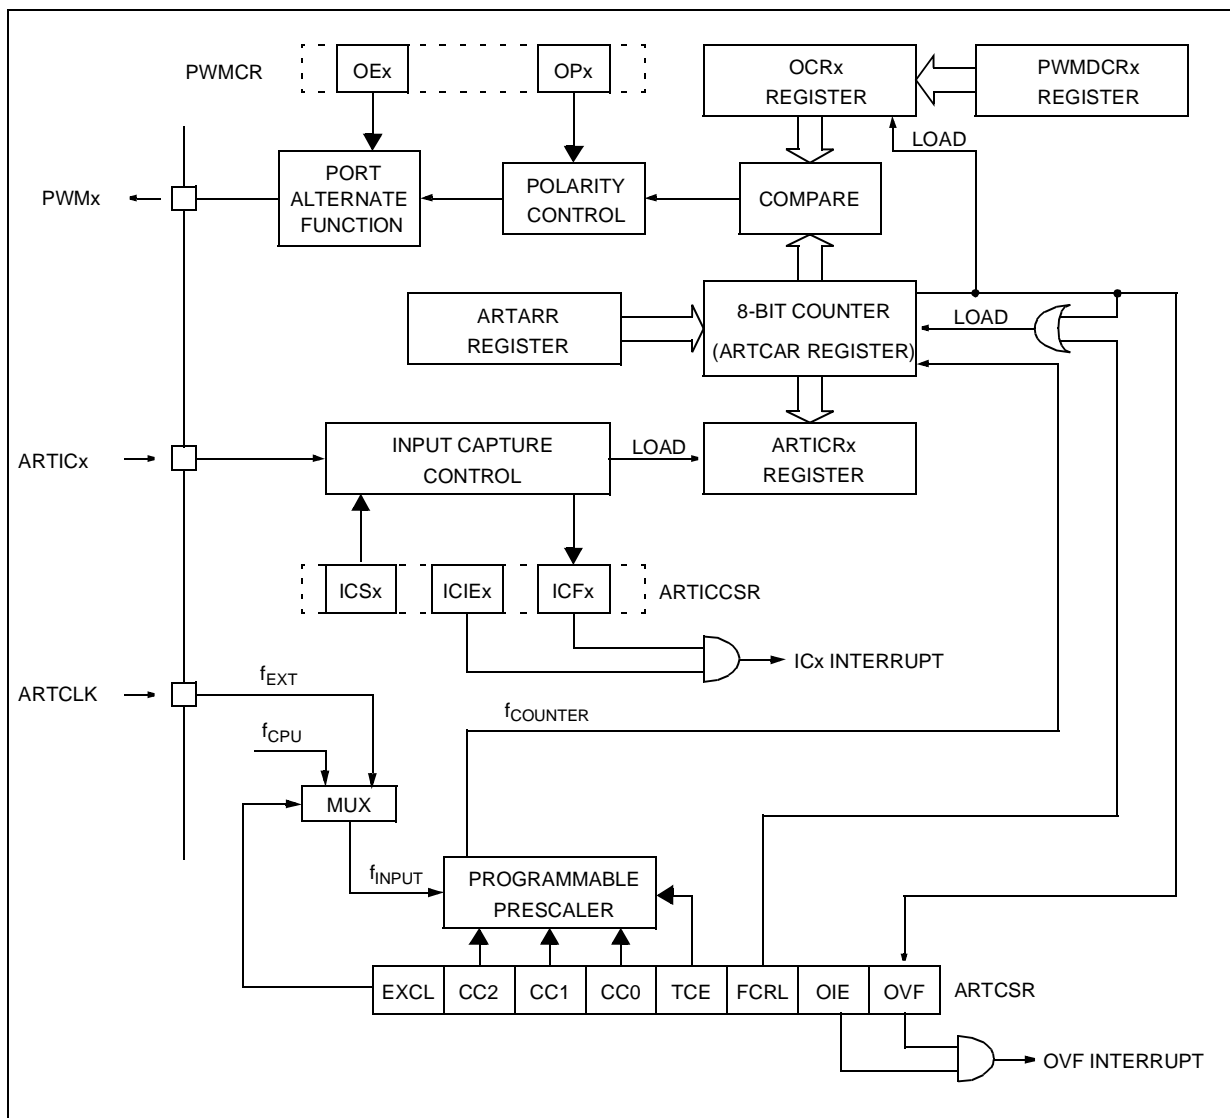 PWMCR
OEx
OPx
OCRx
REGISTER
PWMDCRx
REGISTER
LOAD
PWMx
PORT
ALTERNATE
FUNCTION
POLARITY
CONTROL
COMPARE
ARTARR
REGISTER
8-BIT COUNTER
(ARTCAR REGISTER)
LOAD
ARTICx
INPUT CAPTURE
CONTROL
LOAD
ARTICRx
REGISTER
ICSx
ICIEx
ICFx
ARTICCSR
ICx INTERRUPT
ARTCLK
fEXT
fCPU
fCOUNTER
MUX
fINPUT
PROGRAMMABLE
PRESCALER
EXCL
CC2
CC1
CC0
TCE
FCRL
OIE
OVF
ARTCSR
OVF INTERRUPT